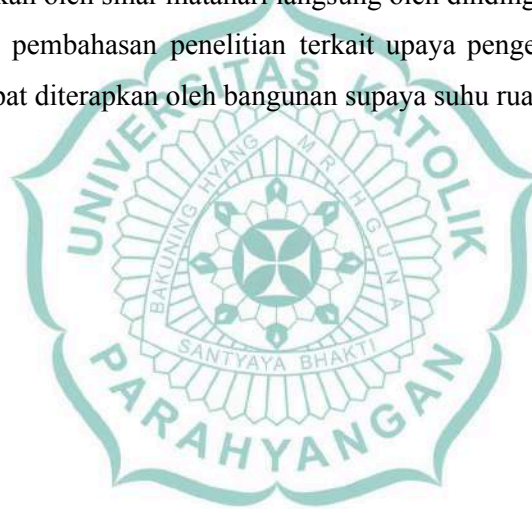 kan oleh sinar matahari langsung oleh dinding
pembahasan penelitian terkait upaya penge
pat diterapkan oleh bangunan supaya suhu rua
UNIVERSITAS KATOLIK
PARAHYANGAN
BAKUNING HYANG
MRIHGUNA
SANTYAYA BHAKTI